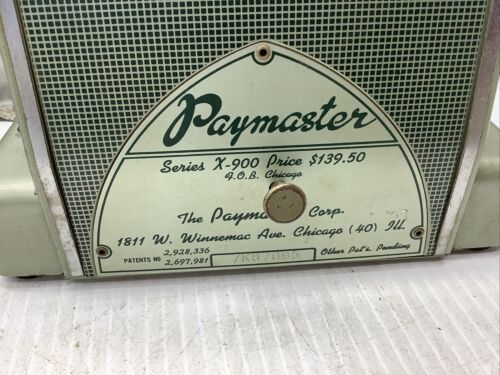 Paymaster
Series X-900 Price $139.50
F.O.B. Chicago
The Payma Corp.
1811 W. Winnemac Ave. Chicago (40) Ill
2,928,336
PATENTS NO 2,697,981 Other Pat's. Pending